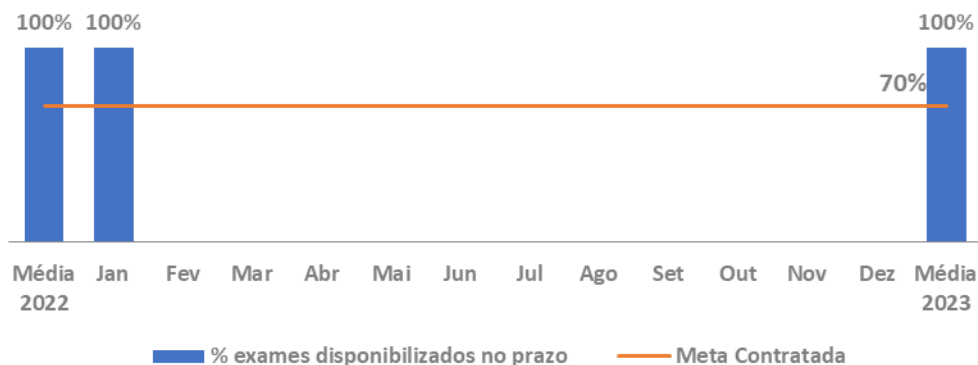 100% 100% 100%
70%
Média Jan Fev Mar Abr Mai Jun Jul Ago Set Out Nov Dez Média
2022 2023
% exames disponibilizados no prazo Meta Contratada